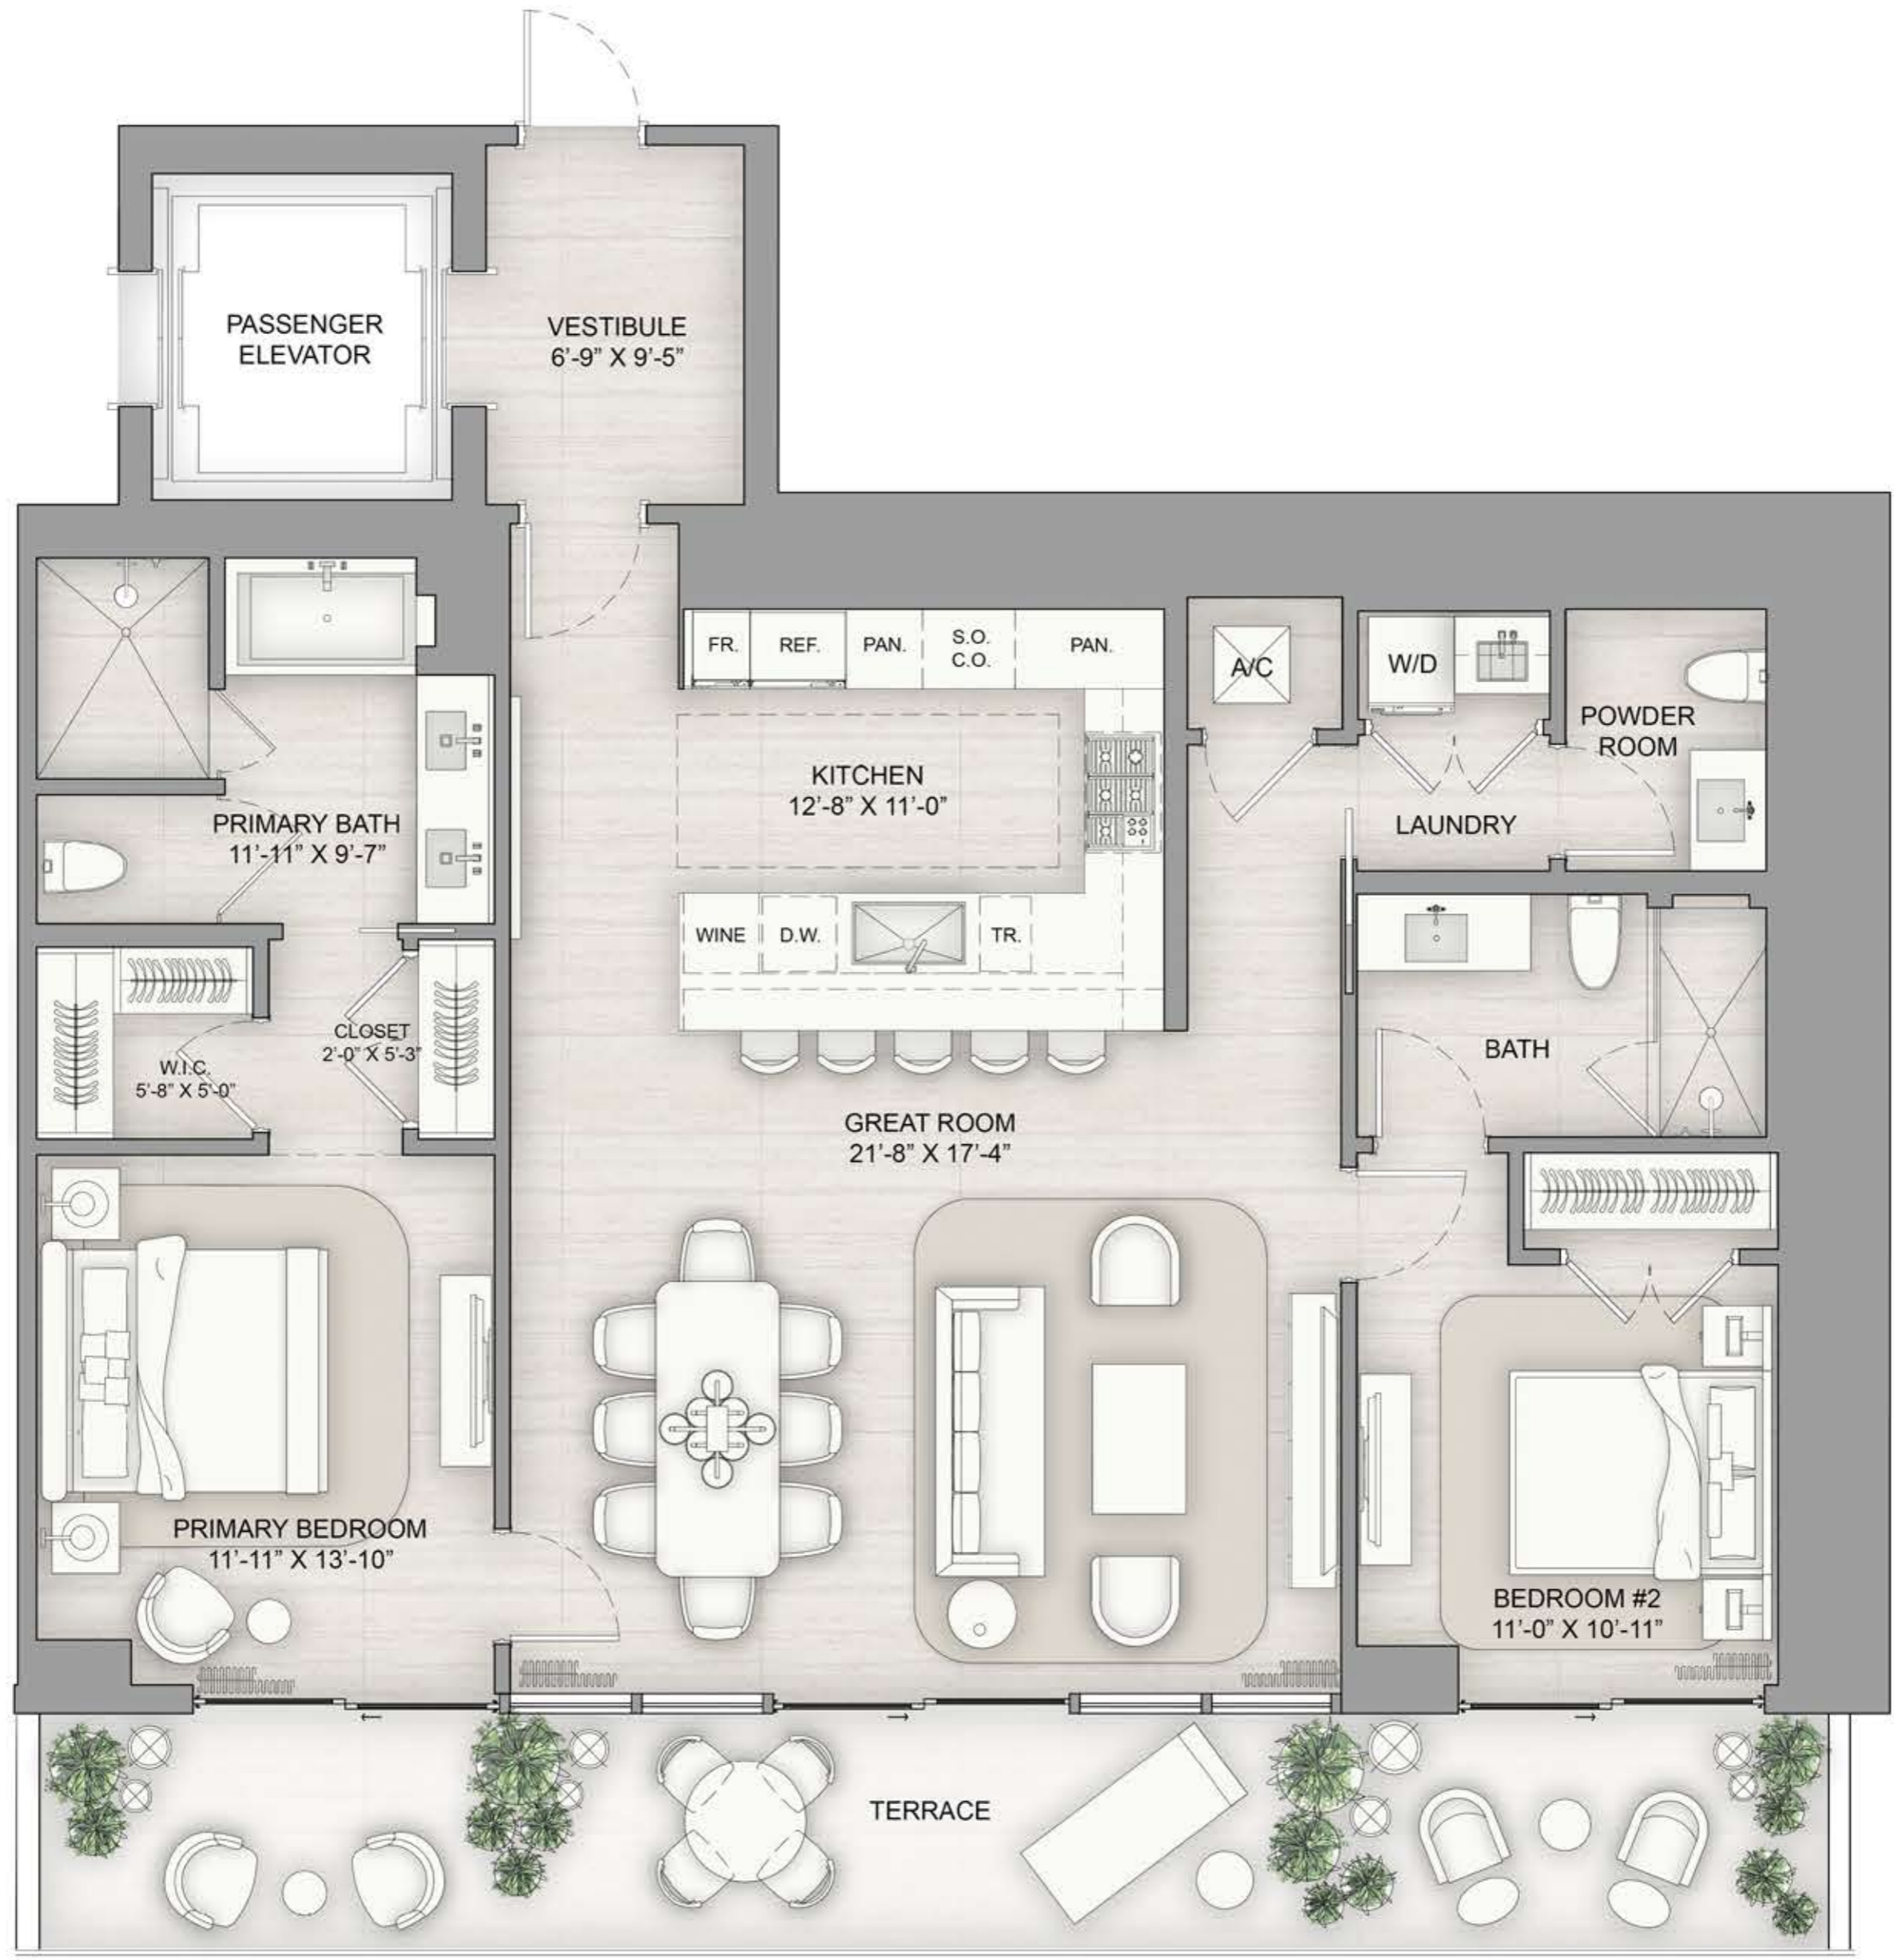 PASSENGER
ELEVATOR
VESTIBULE
6'-9" X 9'-5"
FR.
REF.
PAN.
S.O.
C.O.
PAN.
A/C
W/D
POWDER
ROOM
KITCHEN
12'-8" X 11'-0"
PRIMARY BATH
11'-11" X 9'-7"
LAUNDRY
WINE
D.W.
TR.
CLOSET
2'-0" X 5'-3"
W.I.C.
5'-8" X 5'-0"
BATH
GREAT ROOM
21'-8" X 17'-4"
PRIMARY BEDROOM
11'-11" X 13'-10"
BEDROOM #2
11'-0" X 10'-11"
TERRACE